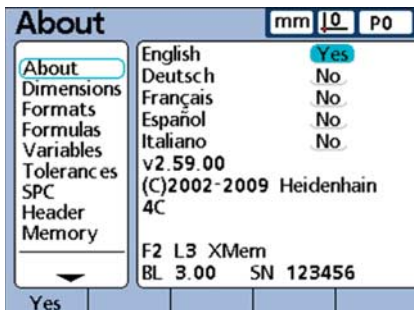 About
mm
0
P0
About
Dimensions
Formats
Formulas
Variables
Tolerances
SPC
Header
Memory
English Yes
Deutsch No
Français No
Español No
Italiano No
v2.59.00
(C)2002-2009 Heidenhain
4C
F2 L3 XMem
BL 3.00 SN 123456
Yes